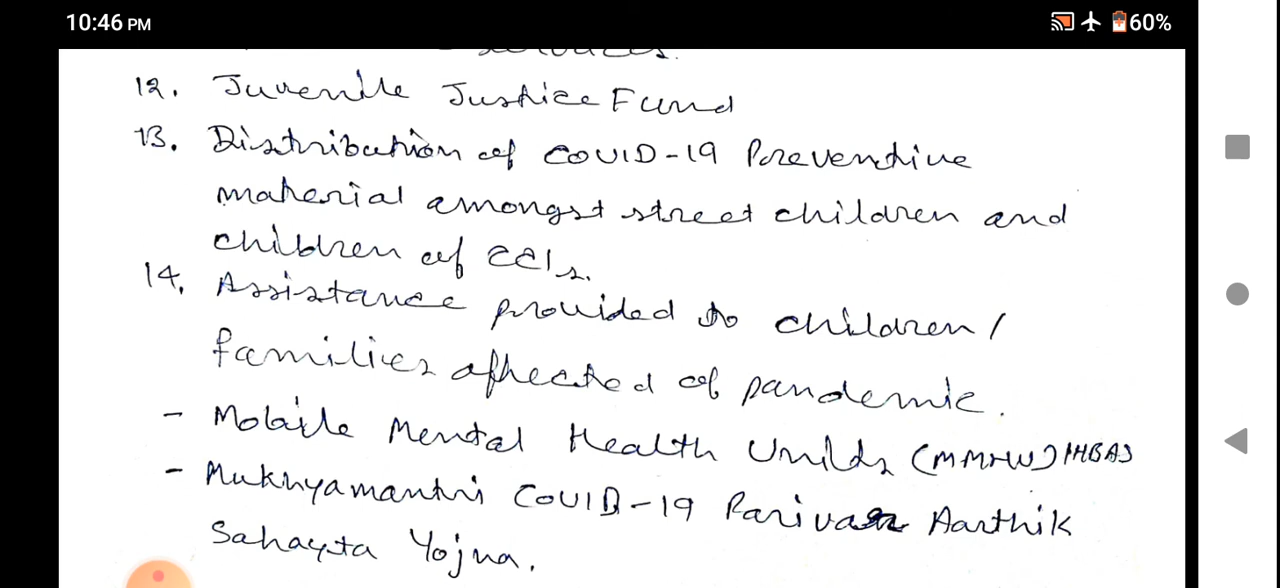 10:46 PM 60%
12. Juvenile Justice Fund
13. Distribution of COVID-19 Preventive
material amongst street children and
children of CCIs.
14. Assistance provided to children/
families affected of pandemic.
- Mobile Mental Health Units (MMHU) IHBAS
- Mukhyamantri COVID-19 Parivar Aarthik
Sahayta Yojna.